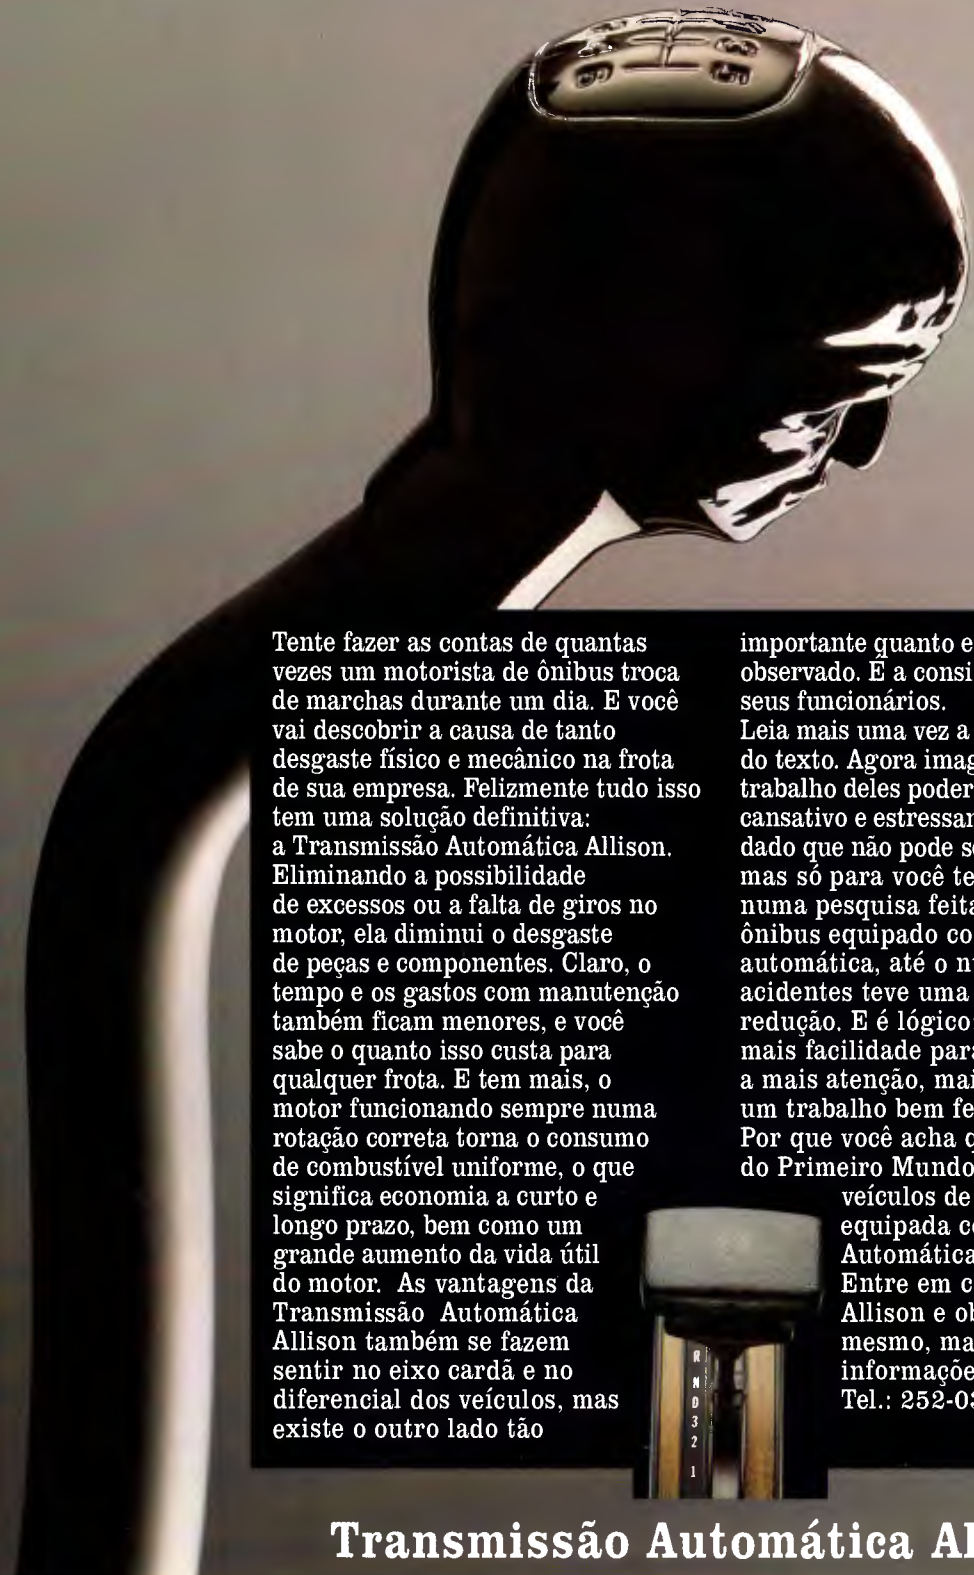 3
6 5
Tente fazer as contas de quantas
vezes um motorista de ônibus troca
de marchas durante um dia. E você
vai descobrir a causa de tanto
desgaste físico e mecânico na frota
de sua empresa. Felizmente tudo isso
tem uma solução definitiva:
a Transmissão Automática Allison.
Eliminando a possibilidade
de excessos ou a falta de giros no
motor, ela diminui o desgaste
de peças e componentes. Claro, o
tempo e os gastos com manutenção
também ficam menores, e você
sabe o quanto isso custa para
qualquer frota. E tem mais, o
motor funcionando sempre numa
rotação correta torna o consumo
de combustível uniforme, o que
significa economia a curto e
longo prazo, bem como um
grande aumento da vida útil
do motor. As vantagens da
Transmissão Automática
Allison também se fazem
sentir no eixo cardã e no
diferencial dos veículos, mas
existe o outro lado tão
importante quanto e
observado. É a consi
seus funcionários.
Leia mais uma vez a
do texto. Agora imag
trabalho deles poder
cansativo e estressar
dado que não pode se
mas só para você te
numa pesquisa feita
ônibus equipado co
automática, até o nu
acidentes teve uma
redução. E é lógico
mais facilidade para
a mais atenção, mai
um trabalho bem fe
Por que você acha q
do Primeiro Mundo
veículos de
equipada co
Automática
Entre em c
Allison e ob
mesmo, ma
informaçõe
Tel.: 252-03
R
N
D
3
2
1
Transmissão Automática Al